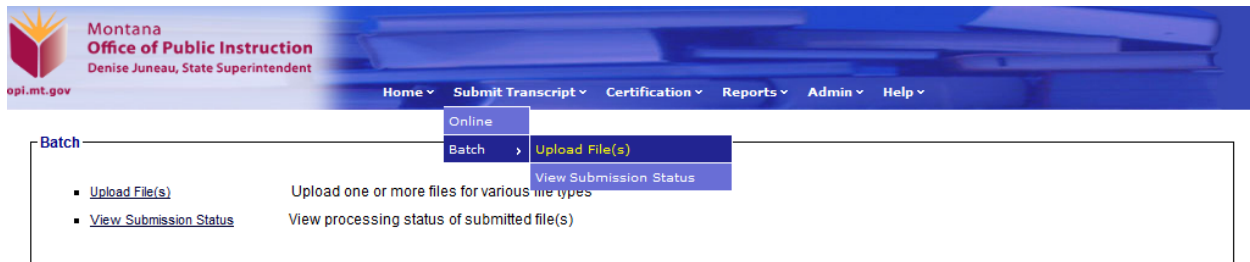 Montana
Office of Public Instruction
Denise Juneau, State Superintendent
opi.mt.gov
Home Submit Transcript Certification Reports Admin Help
Online
Batch
Batch › Upload File(s)
View Submission Status
Upload File(s) Upload one or more files for various file types
View Submission Status View processing status of submitted file(s)